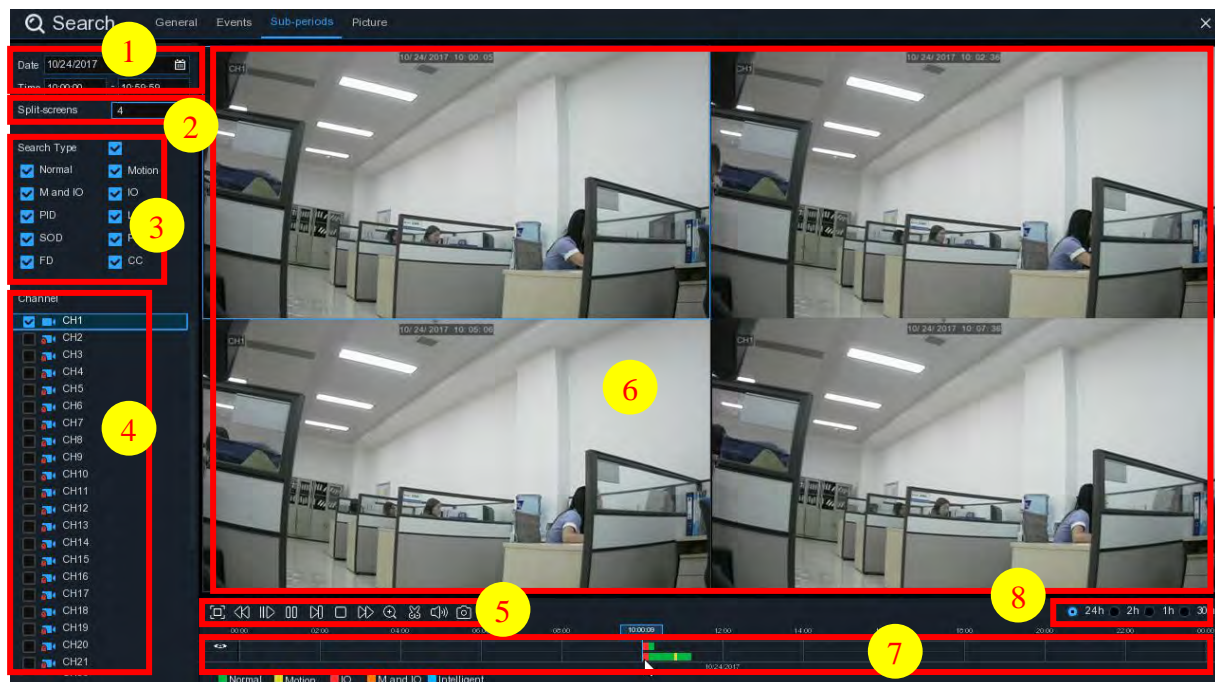 Search General Events Sub-periods Picture
1
Date 10/24/2017
Time 10:00:00 - 10:59:59
Split-screens 4
2
Search Type
Normal Motion
M and IO IO
PID
3
SOD
FD CC
Channel
CH1
CH2
CH3
CH4
CH5
CH6
CH7
CH8
CH9
CH10
CH11
CH12
CH13
CH14
CH15
CH16
CH17
CH18
CH19
CH20
CH21
4
10/24/2017 10:00:05
CH1
10/24/2017 10:02:36
CH1
10/24/2017 10:05:06
CH1
10/24/2017 10:07:36
CH1
6
5
8
24h 2h 1h
00:00 02:00 04:00 06:00 08:00 10:00:09 12:00 14:00 18:00 20:00 22:00 00:00
7
10/24/2017
Normal Motion IO M and IO Intelligent